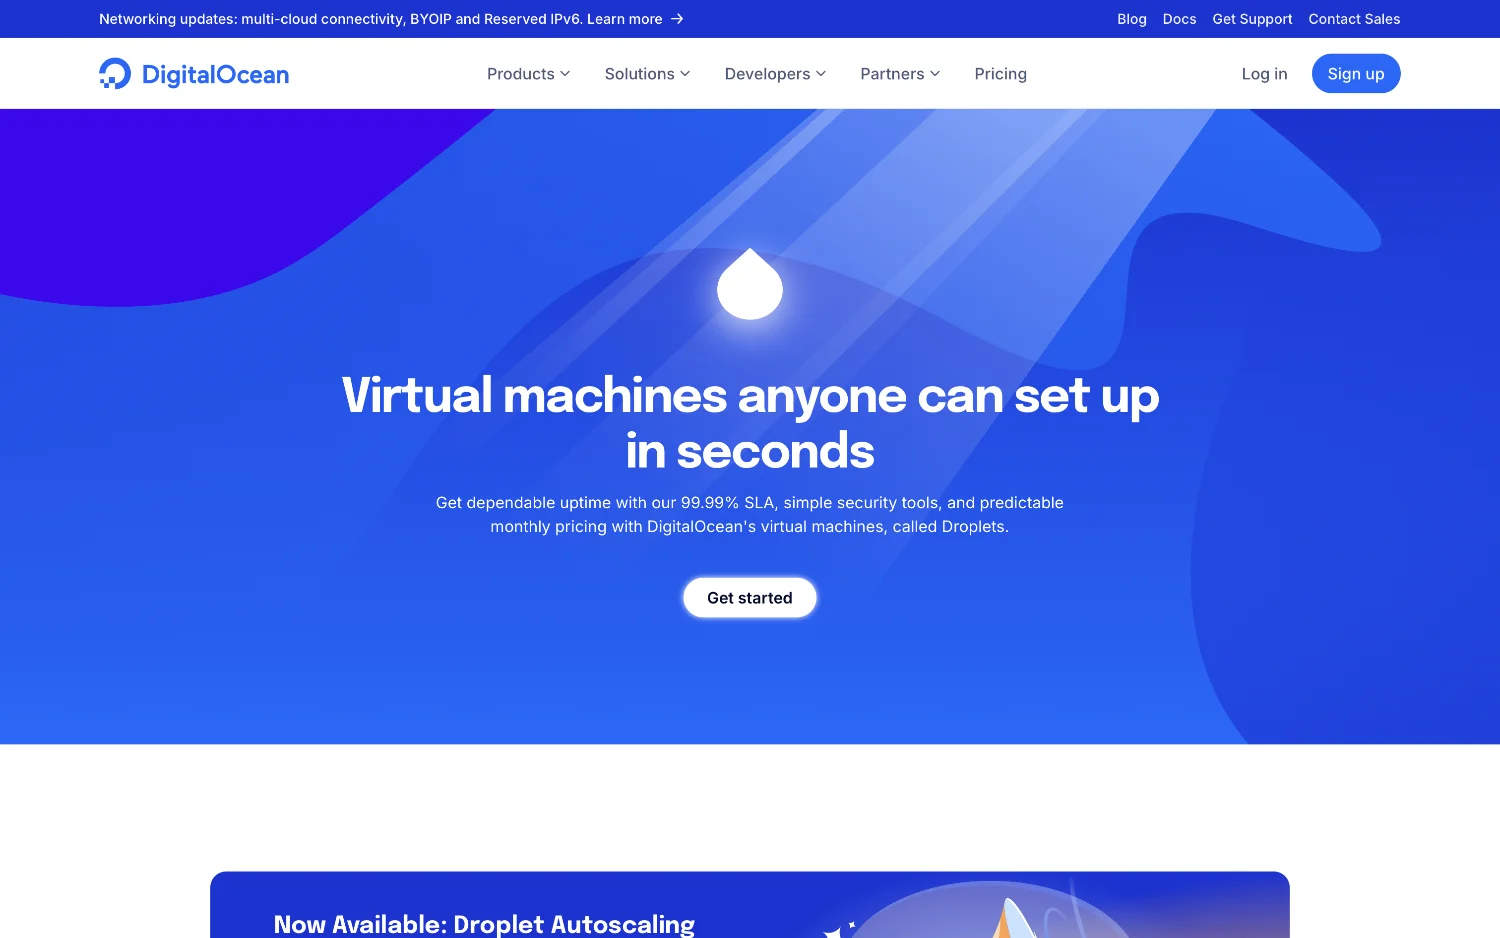 Networking updates: multi-cloud connectivity, BYOIP and Reserved IPv6. Learn more →
Blog Docs Get Support Contact Sales
DigitalOcean
Products Solutions Developers Partners Pricing
Log in Sign up
Virtual machines anyone can set up
in seconds
Get dependable uptime with our 99.99% SLA, simple security tools, and predictable
monthly pricing with DigitalOcean's virtual machines, called Droplets.
Get started
Now Available: Droplet Autoscaling